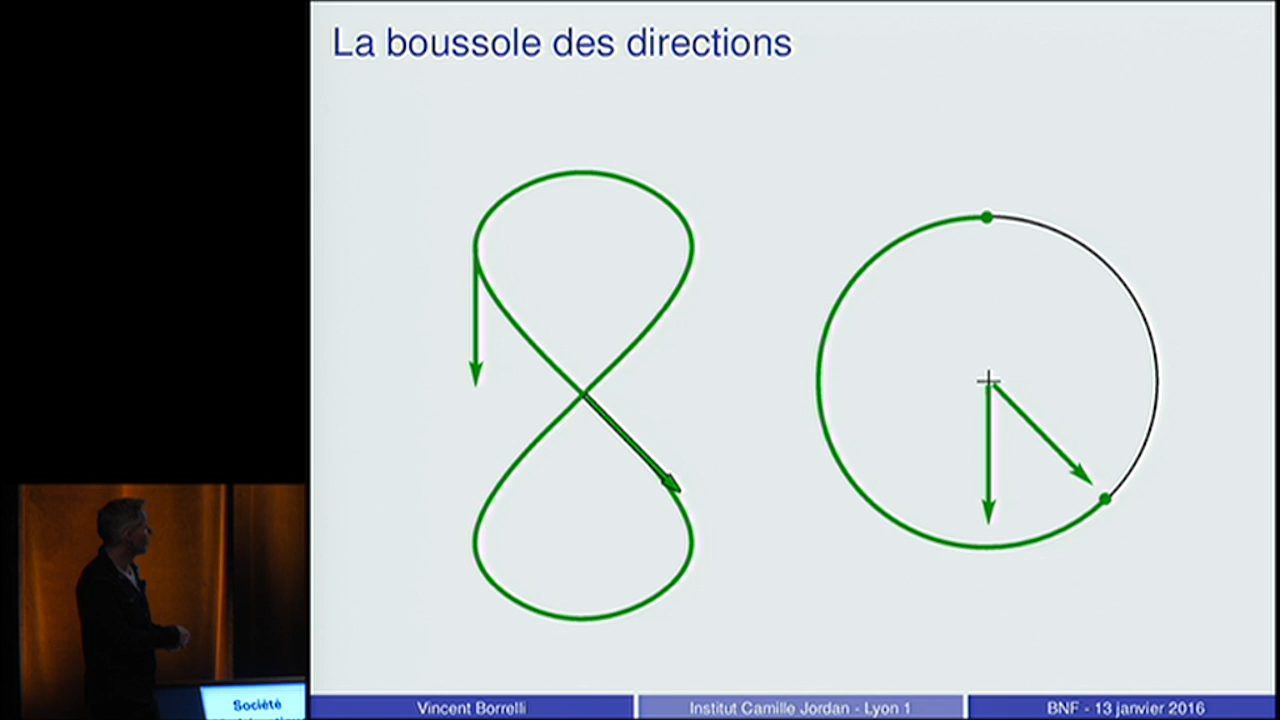 La boussole des directions
Société
Vincent Borrelli
Institut Camille Jordan - Lyon 1
BNF - 13 janvier 2016